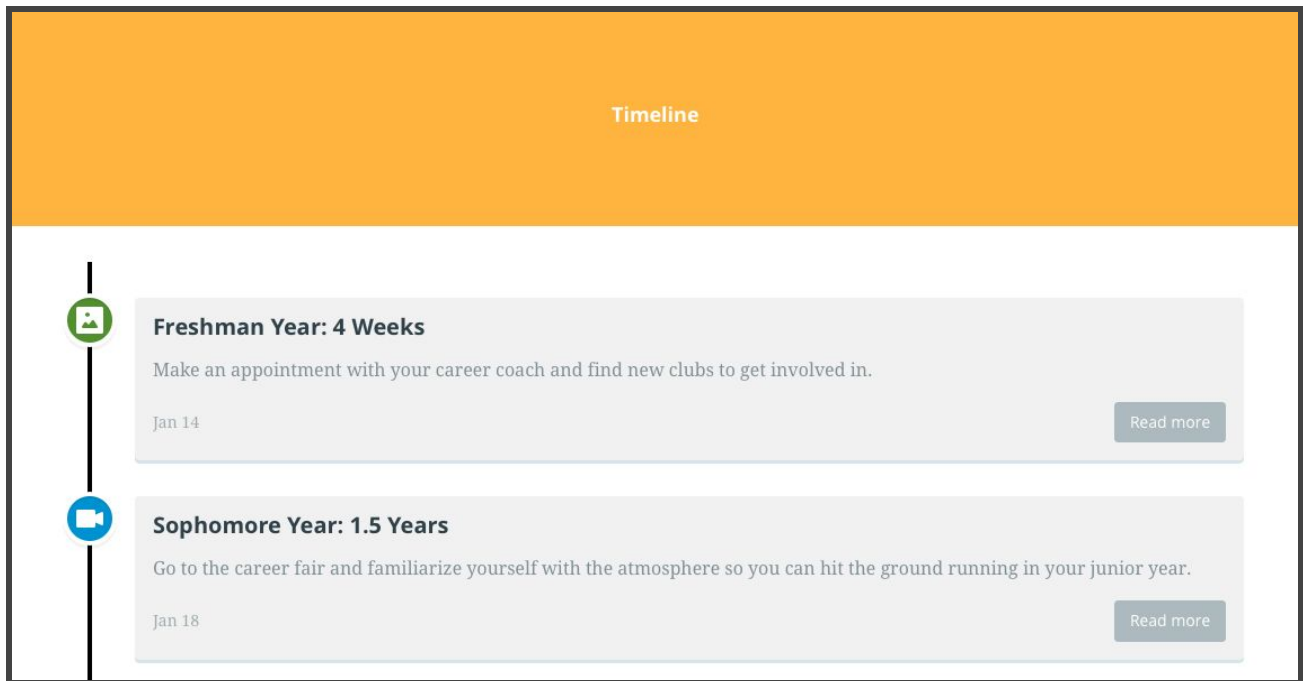 Timeline
Freshman Year: 4 Weeks
Make an appointment with your career coach and find new clubs to get involved in.
Jan 14
Read more
Sophomore Year: 1.5 Years
Go to the career fair and familiarize yourself with the atmosphere so you can hit the ground running in your junior year.
Jan 18
Read more